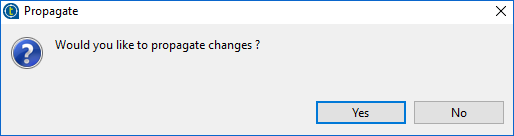 Propagate
Would you like to propagate changes ?
Yes
No